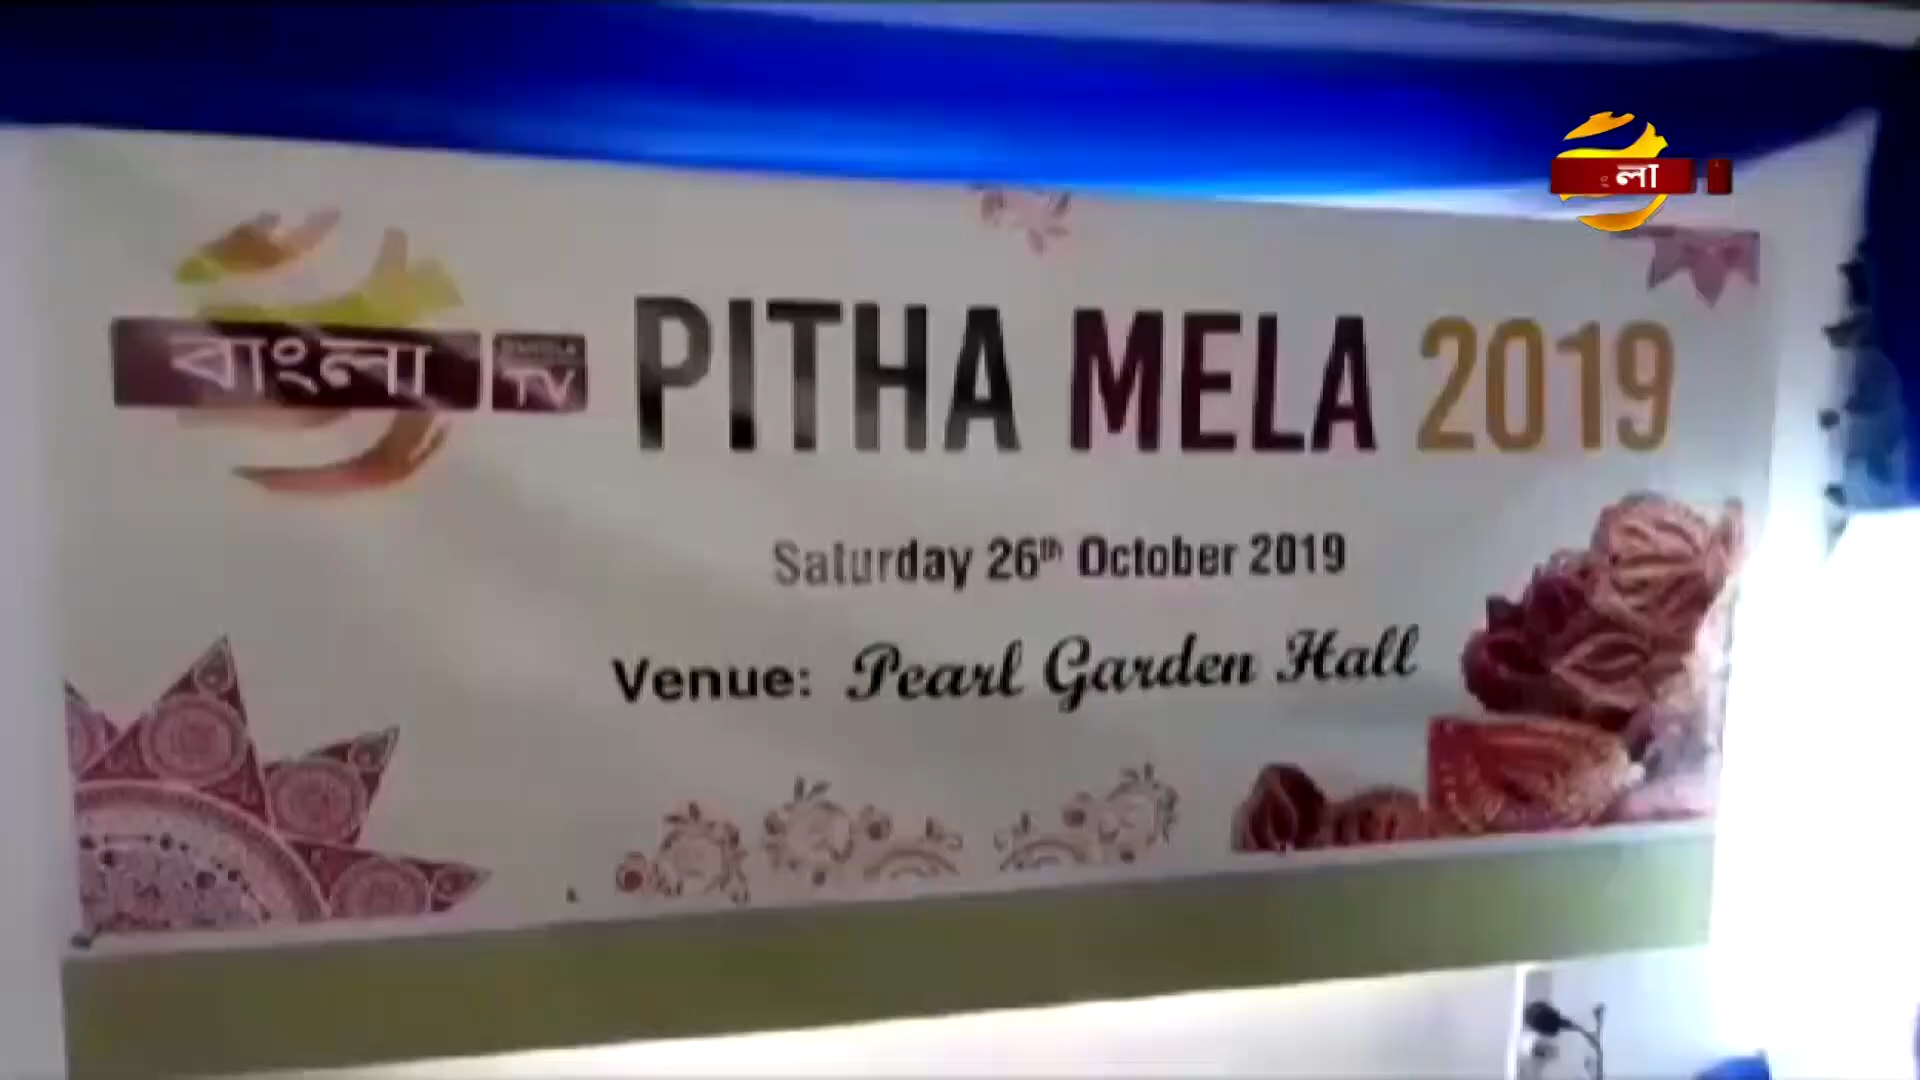 লা
বাংলা TV
PITHA MELA 2019
Saturday 26th October 2019
Venue: Pearl Garden Hall